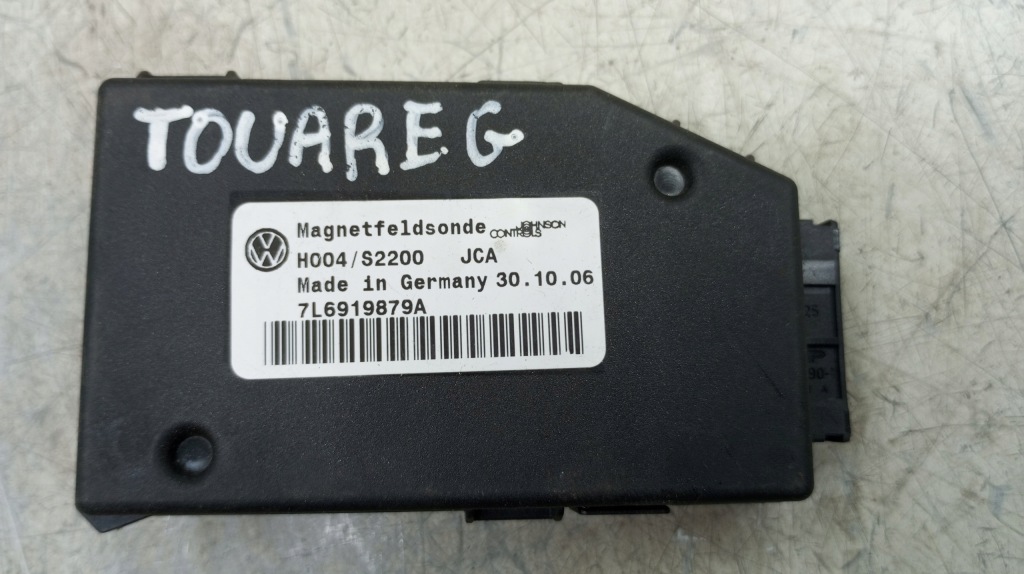 TOUAREG
Magnetfeldsonde JOHNSON CONTROLS
H004/S2200 JCA
Made in Germany 30.10.06
7L6919879A